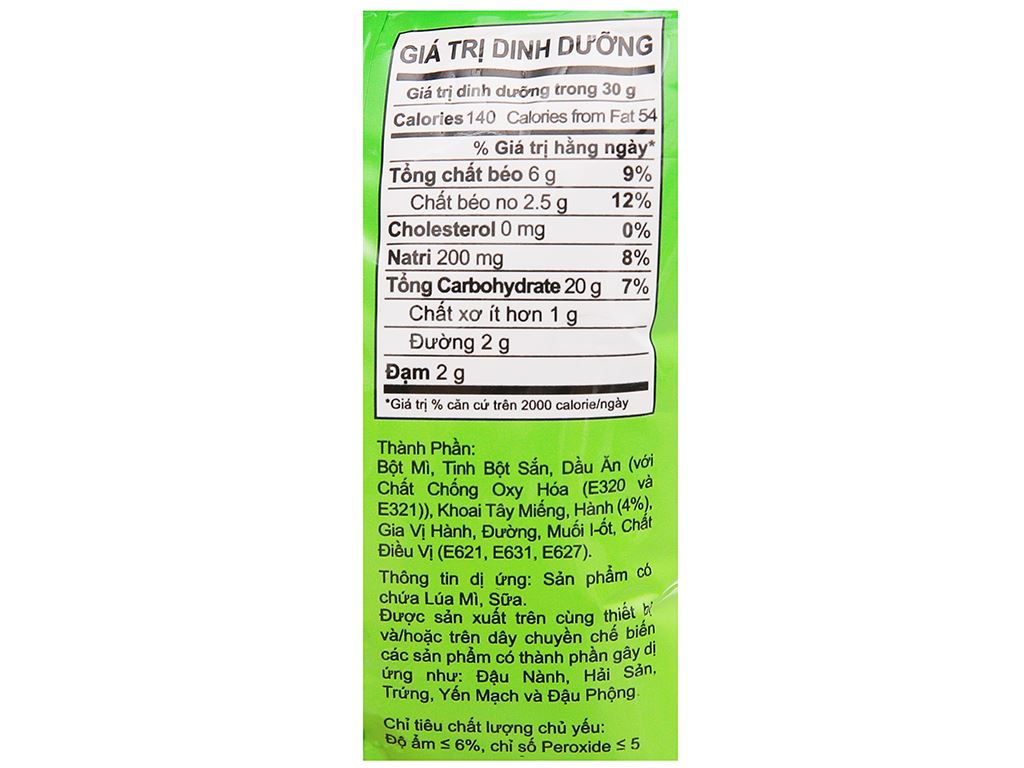 GIÁ TRỊ DINH DƯỠNG
Giá trị dinh dưỡng trong 30 g
Calories 140 Calories from Fat 54
% Giá trị hằng ngày*
Tổng chất béo 6 g 9%
Chất béo no 2.5 g 12%
Cholesterol 0 mg 0%
Natri 200 mg 8%
Tổng Carbohydrate 20 g 7%
Chất xơ ít hơn 1 g
Đường 2 g
Đạm 2 g
*Giá trị % căn cứ trên 2000 calorie/ngày
Thành Phần:
Bột Mì, Tinh Bột Sắn, Dầu Ăn (với
Chất Chống Oxy Hóa (E320 và
E321)), Khoai Tây Miếng, Hành (4%),
Gia Vị Hành, Đường, Muối I-ốt, Chất
Điều Vị (E621, E631, E627).
Thông tin dị ứng: Sản phẩm có
chứa Lúa Mì, Sữa.
Được sản xuất trên cùng thiết bị
và/hoặc trên dây chuyền chế biến
các sản phẩm có thành phần gây dị
ứng như: Đậu Nành, Hải Sản,
Trứng, Yến Mạch và Đậu Phộng.
Chỉ tiêu chất lượng chủ yếu:
Độ ẩm ≤ 6%, chỉ số Peroxide ≤ 5